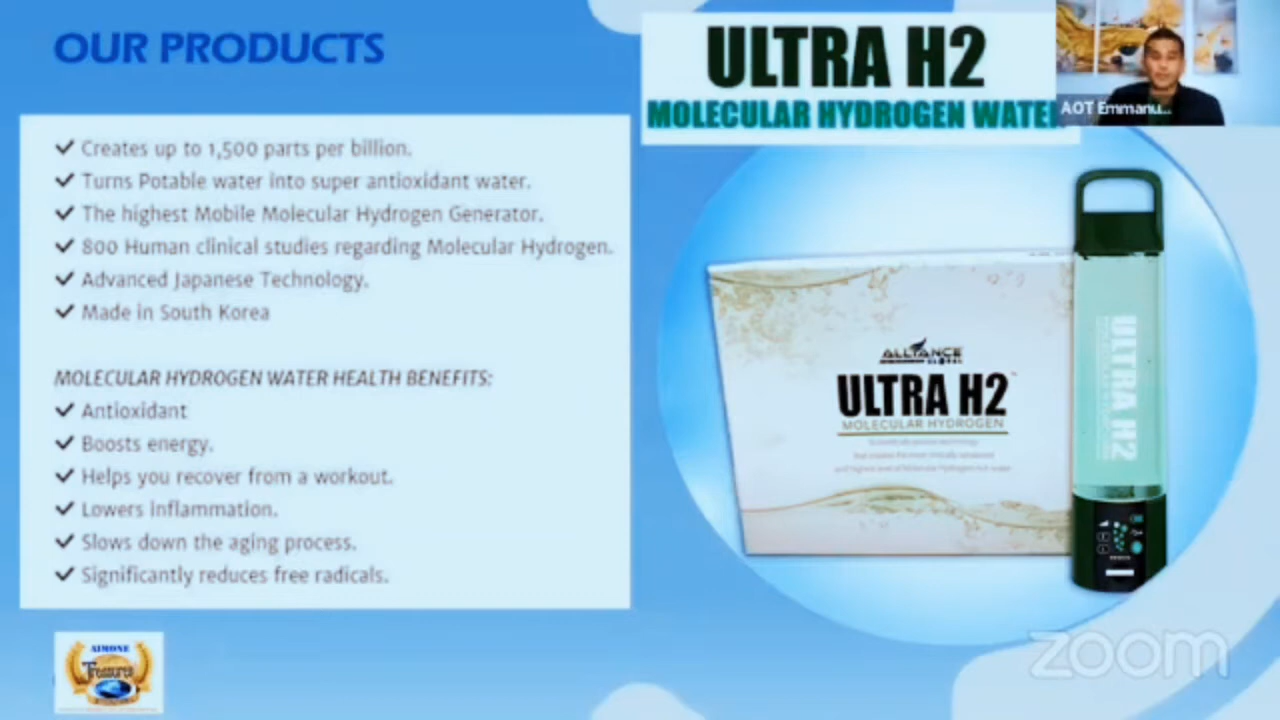 OUR PRODUCTS
ULTRA H2
MOLECULAR HYDROGEN WATER
AOT Emmanu...
✓ Creates up to 1,500 parts per billion.
✓ Turns Potable water into super antioxidant water.
✓ The highest Mobile Molecular Hydrogen Generator.
✓ 800 Human clinical studies regarding Molecular Hydrogen.
✓ Advanced Japanese Technology.
✓ Made in South Korea
MOLECULAR HYDROGEN WATER HEALTH BENEFITS:
✓ Antioxidant
✓ Boosts energy.
✓ Helps you recover from a workout.
✓ Lowers inflammation.
✓ Slows down the aging process.
✓ Significantly reduces free radicals.
ALLIANCE
GLOBAL
ULTRA H2
MOLECULAR HYDROGEN
ULTRA H2
AIMONE
Treasures
zoom